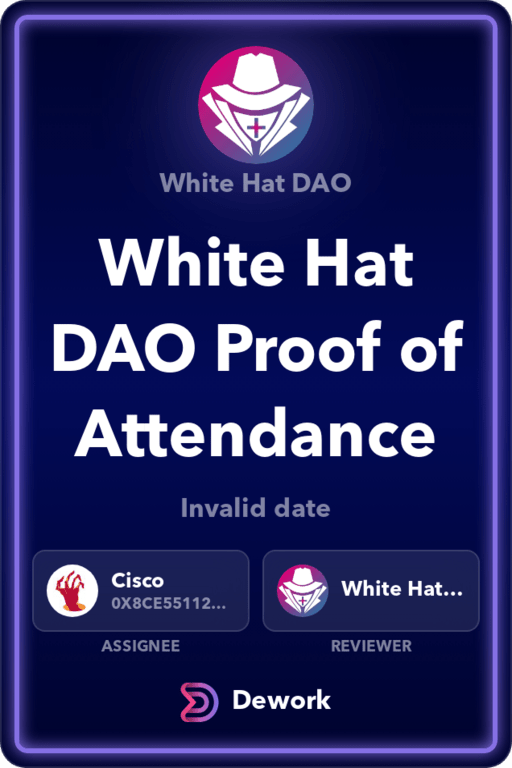 White Hat DAO
White Hat
DAO Proof of
Attendance
Invalid date
Cisco
0X8CE55112...
White Hat...
ASSIGNEE
REVIEWER
Dework